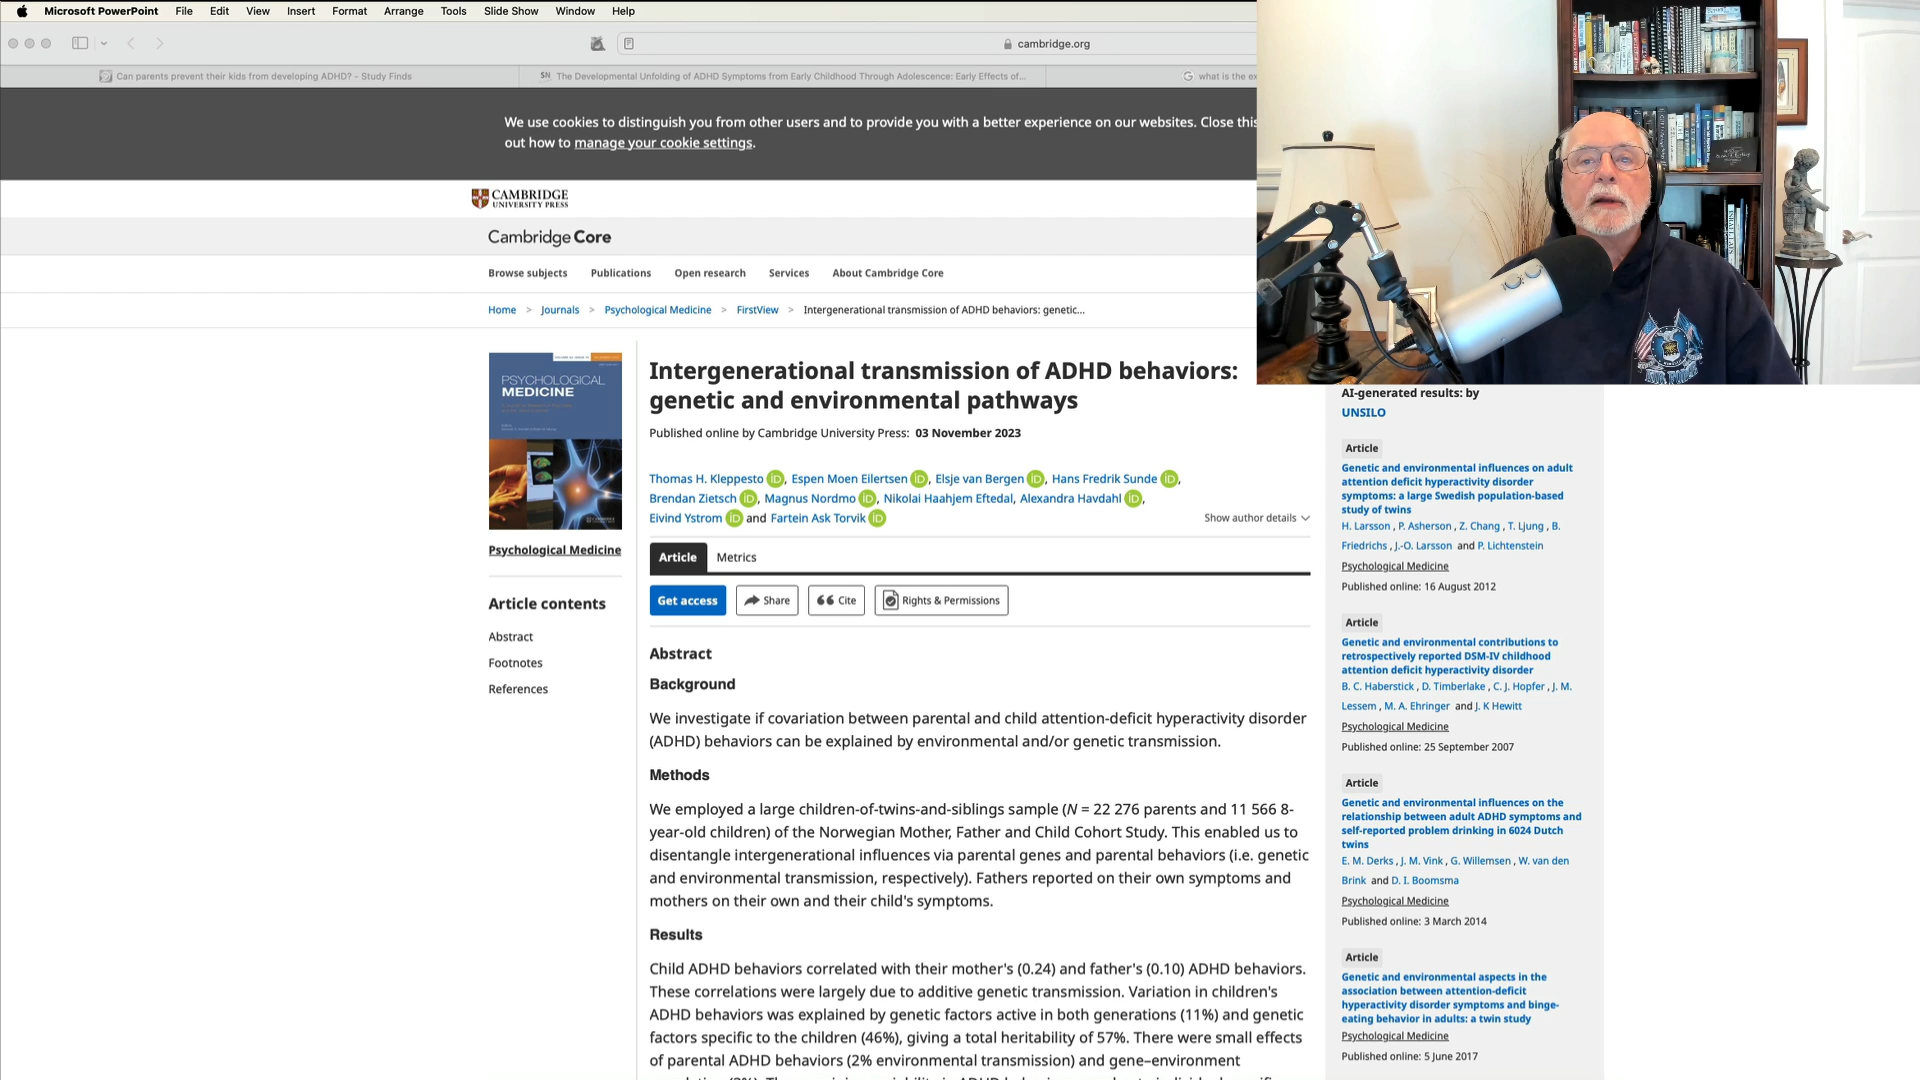 Microsoft PowerPoint File Edit View Insert Format Arrange Tools Slide Show Window Help
cambridge.org
Can parents prevent their kids from developing ADHD? - Study Finds
SN The Developmental Unfolding of ADHD Symptoms from Early Childhood Through Adolescence: Early Effects of...
G what is the ex
We use cookies to distinguish you from other users and to provide you with a better experience on our websites. Close this
out how to manage your cookie settings.
CAMBRIDGE
UNIVERSITY PRESS
Cambridge Core
Browse subjects Publications Open research Services About Cambridge Core
Home > Journals > Psychological Medicine > FirstView > Intergenerational transmission of ADHD behaviors: genetic...
PSYCHOLOGICAL
MEDICINE
Psychological Medicine
Article contents
Abstract
Footnotes
References
Intergenerational transmission of ADHD behaviors:
genetic and environmental pathways
Published online by Cambridge University Press: 03 November 2023
Thomas H. Kleppesto iD, Espen Moen Eilertsen iD, Elsje van Bergen iD, Hans Fredrik Sunde iD,
Brendan Zietsch iD, Magnus Nordmo iD, Nikolai Haahjem Eftedal, Alexandra Havdahl iD,
Eivind Ystrom iD and Fartein Ask Torvik iD
Show author details
Article Metrics
Get access Share Cite Rights & Permissions
Abstract
Background
We investigate if covariation between parental and child attention-deficit hyperactivity disorder
(ADHD) behaviors can be explained by environmental and/or genetic transmission.
Methods
We employed a large children-of-twins-and-siblings sample (N = 22 276 parents and 11 566 8-
year-old children) of the Norwegian Mother, Father and Child Cohort Study. This enabled us to
disentangle intergenerational influences via parental genes and parental behaviors (i.e. genetic
and environmental transmission, respectively). Fathers reported on their own symptoms and
mothers on their own and their child's symptoms.
Results
Child ADHD behaviors correlated with their mother's (0.24) and father's (0.10) ADHD behaviors.
These correlations were largely due to additive genetic transmission. Variation in children's
ADHD behaviors was explained by genetic factors active in both generations (11%) and genetic
factors specific to the children (46%), giving a total heritability of 57%. There were small effects
of parental ADHD behaviors (2% environmental transmission) and gene–environment
AI-generated results: by
UNSILO
Article
Genetic and environmental influences on adult
attention deficit hyperactivity disorder
symptoms: a large Swedish population-based
study of twins
H. Larsson , P. Asherson , Z. Chang , T. Ljung , B.
Friedrichs , J.-O. Larsson and P. Lichtenstein
Psychological Medicine
Published online: 16 August 2012
Article
Genetic and environmental contributions to
retrospectively reported DSM-IV childhood
attention deficit hyperactivity disorder
B. C. Haberstick , D. Timberlake , C. J. Hopfer , J. M.
Lessem , M. A. Ehringer and J. K Hewitt
Psychological Medicine
Published online: 25 September 2007
Article
Genetic and environmental influences on the
relationship between adult ADHD symptoms and
self-reported problem drinking in 6024 Dutch
twins
E. M. Derks , J. M. Vink , G. Willemsen , W. van den
Brink and D. I. Boomsma
Psychological Medicine
Published online: 3 March 2014
Article
Genetic and environmental aspects in the
association between attention-deficit
hyperactivity disorder symptoms and binge-
eating behavior in adults: a twin study
Psychological Medicine
Published online: 5 June 2017